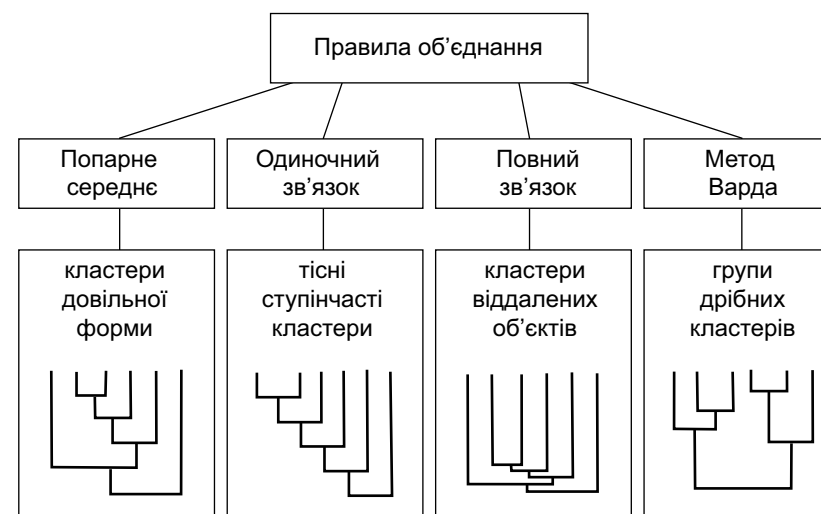 Правила об’єднання
Попарне
середнє
Одиночний
зв’язок
Повний
зв’язок
Метод
Варда
кластери
довільної
форми
тісні
ступінчасті
кластери
кластери
віддалених
об’єктів
групи
дрібних
кластерів